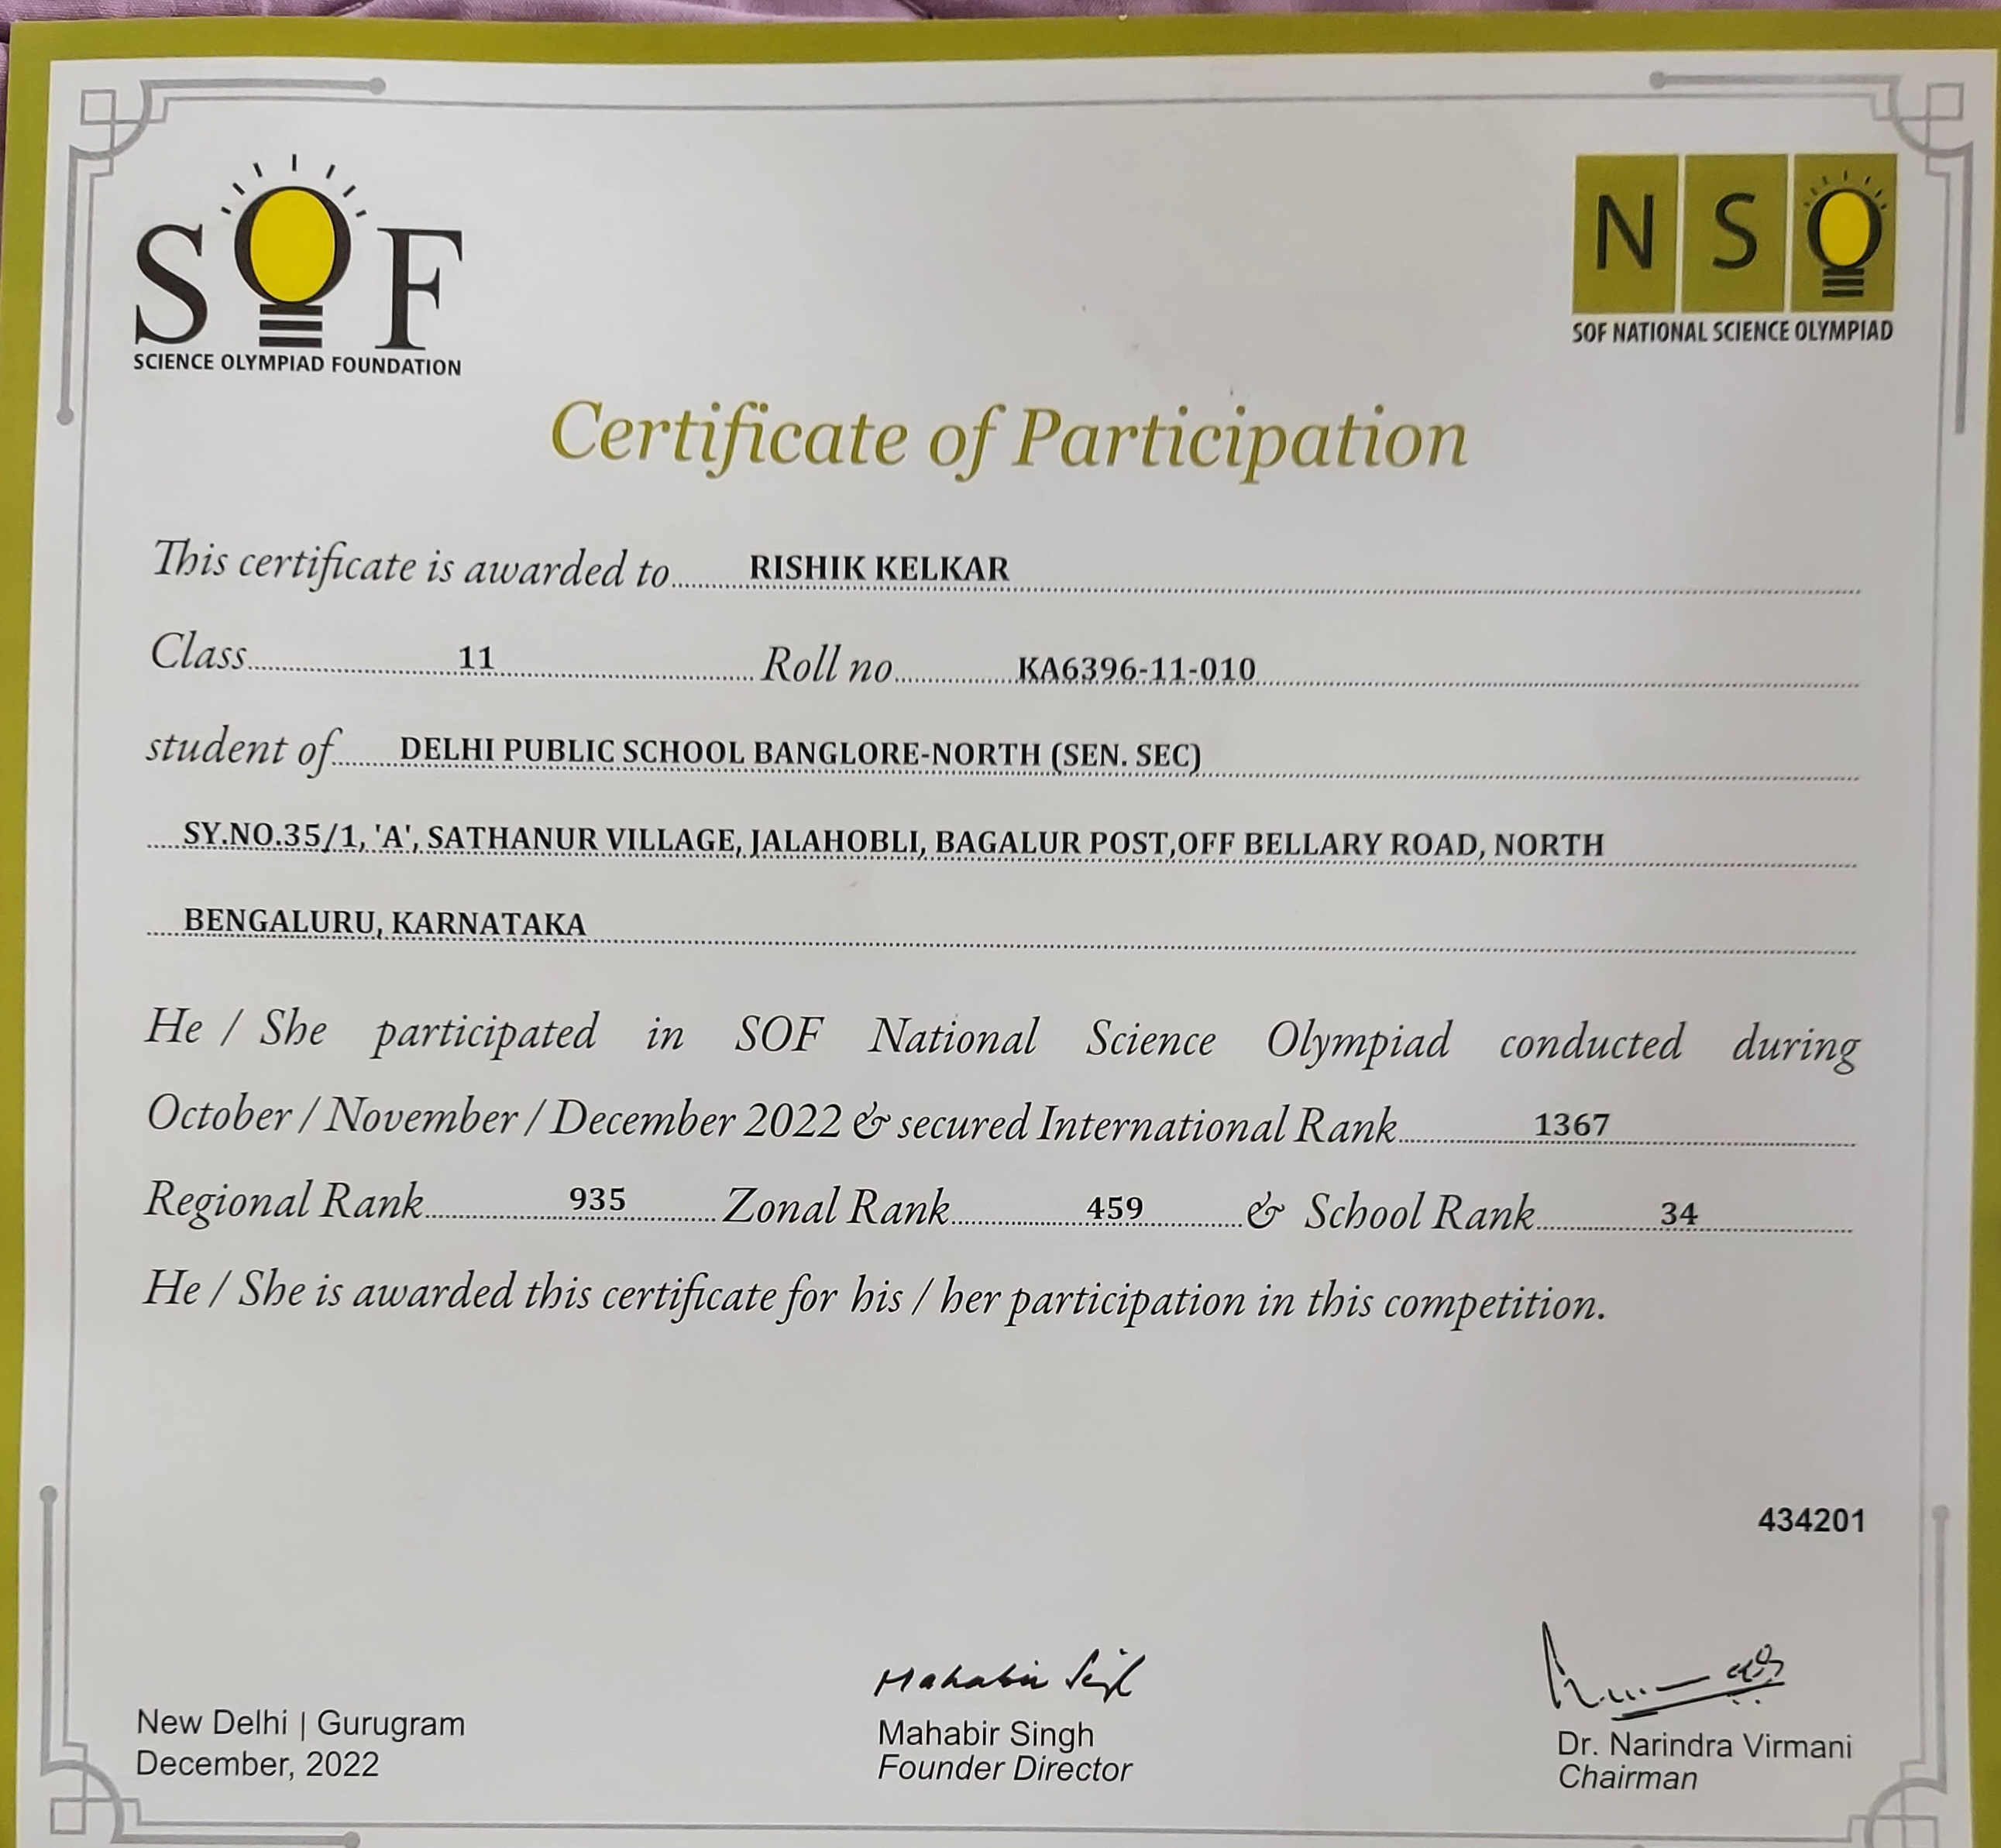 SOF
SCIENCE OLYMPIAD FOUNDATION
NSO
SOF NATIONAL SCIENCE OLYMPIAD
Certificate of Participation
This certificate is awarded to RISHIK KELKAR
Class 11 Roll no KA6396-11-010
student of DELHI PUBLIC SCHOOL BANGLORE-NORTH (SEN. SEC)
SY.NO.35/1, 'A', SATHANUR VILLAGE, JALAHOBLI, BAGALUR POST,OFF BELLARY ROAD, NORTH
BENGALURU, KARNATAKA
He / She participated in SOF National Science Olympiad conducted during
October / November / December 2022 & secured International Rank 1367
Regional Rank 935 Zonal Rank 459 & School Rank 34
He / She is awarded this certificate for his / her participation in this competition.
434201
Mahabir Singh
New Delhi | Gurugram
December, 2022
Mahabir Singh
Founder Director
Dr. Narindra Virmani
Chairman